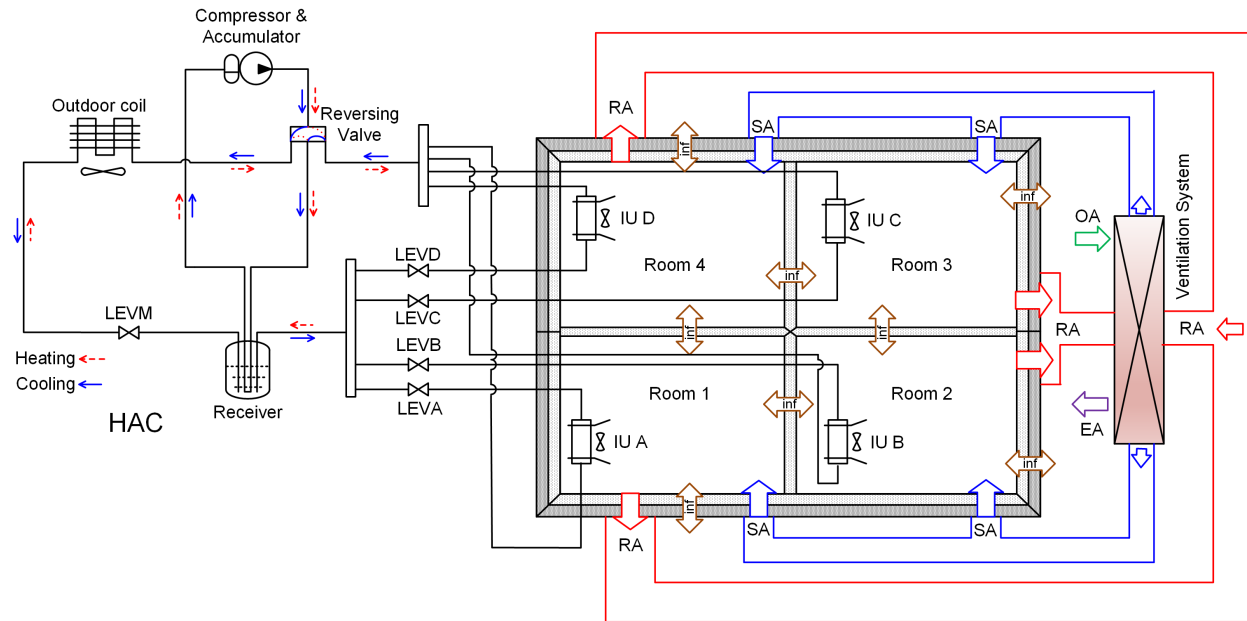 Compressor &
Accumulator
Outdoor coil
Reversing
Valve
RA
SA
SA
inf
inf
Ventilation System
OA
IU D
IU C
LEVD
Room 4
inf
Room 3
LEVC
LEVM
inf
inf
RA
RA
Heating
Cooling
LEVB
LEVA
Receiver
HAC
Room 1
inf
Room 2
EA
IU A
IU B
inf
inf
RA
SA
SA